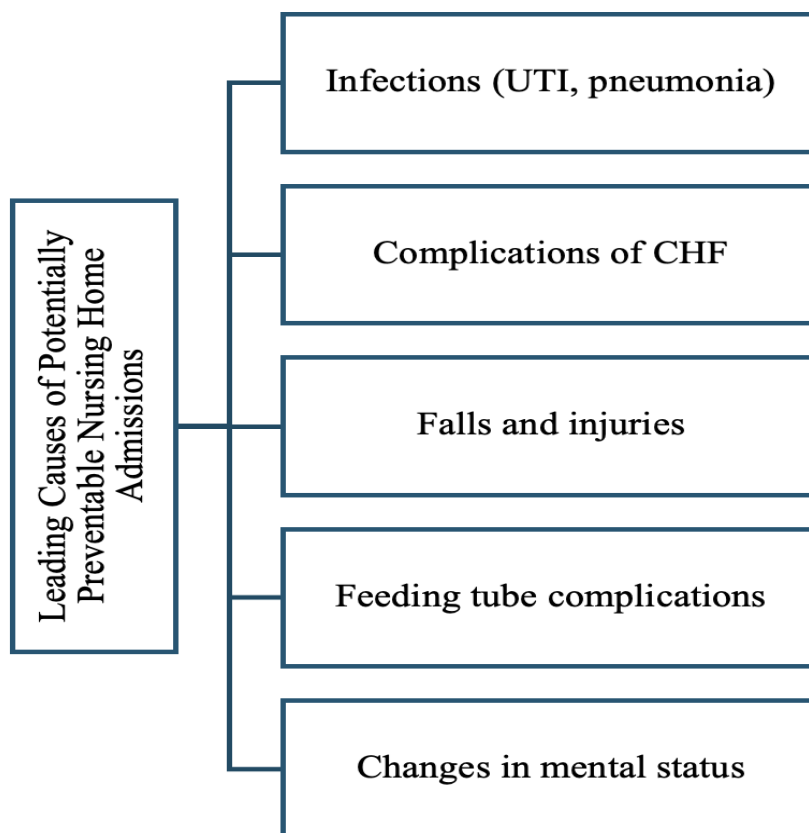 Leading Causes of Potentially
Preventable Nursing Home
Admissions
Infections (UTI, pneumonia)
Complications of CHF
Falls and injuries
Feeding tube complications
Changes in mental status